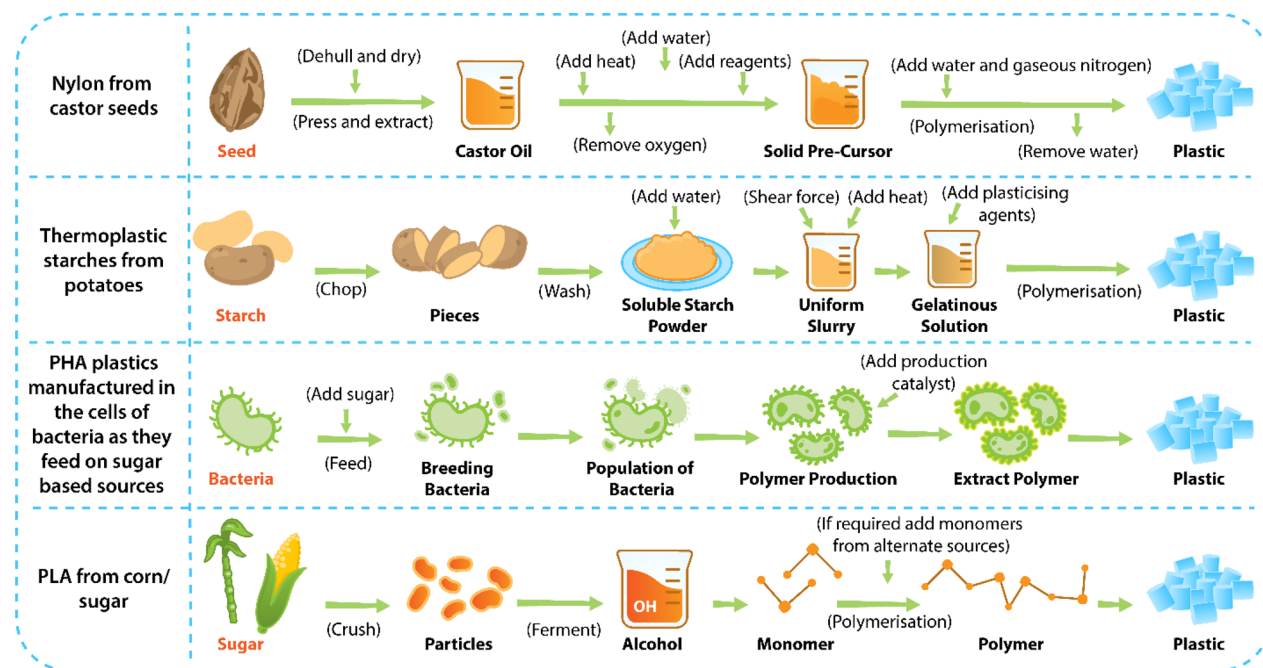 Nylon from
castor seeds
(Dehull and dry)
(Press and extract)
Seed
Castor Oil
(Add water)
(Add heat)
(Add reagents)
(Remove oxygen)
Solid Pre-Cursor
(Add water and gaseous nitrogen)
(Polymerisation)
(Remove water)
Plastic
Thermoplastic
starches from
potatoes
Starch
(Chop)
Pieces
(Wash)
(Add water)
Soluble Starch
Powder
(Shear force)
(Add heat)
Uniform
Slurry
(Add plasticising
agents)
Gelatinous
Solution
(Polymerisation)
Plastic
PHA plastics
manufactured in
the cells of
bacteria as they
feed on sugar
based sources
Bacteria
(Add sugar)
(Feed)
Breeding
Bacteria
Population of
Bacteria
Polymer Production
(Add production
catalyst)
Extract Polymer
Plastic
PLA from corn/
sugar
Sugar
(Crush)
Particles
(Ferment)
OH
Alcohol
Monomer
(If required add monomers
from alternate sources)
(Polymerisation)
Polymer
Plastic